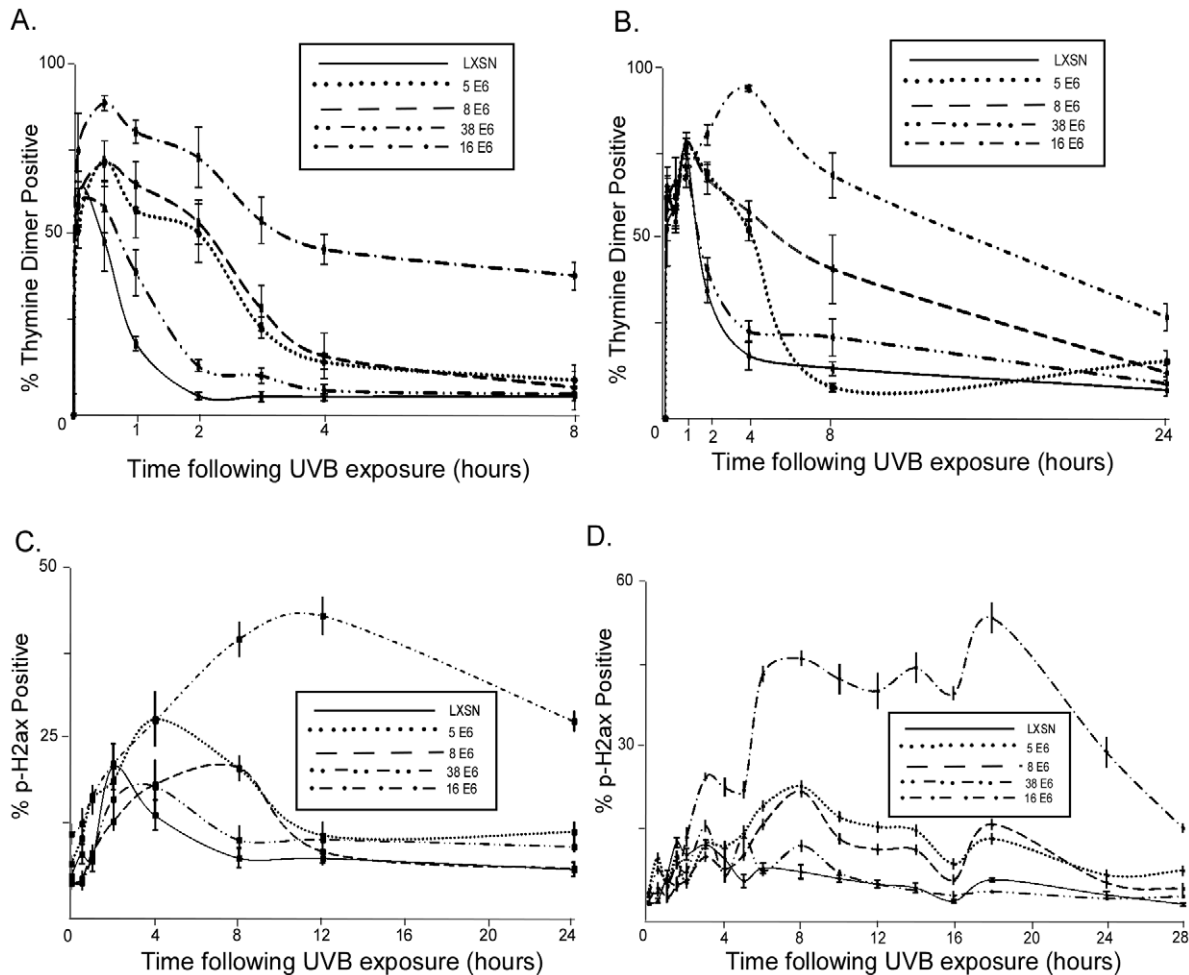 A.
% Thymine Dimer Positive
100
50
0
1
2
4
8
Time following UVB exposure (hours)
LXSN
5 E6
8 E6
38 E6
16 E6
B.
% Thymine Dimer Positive
100
50
0
1
2
4
8
24
Time following UVB exposure (hours)
LXSN
5 E6
8 E6
38 E6
16 E6
C.
% p-H2ax Positive
50
25
0
4
8
12
16
20
24
Time following UVB exposure (hours)
LXSN
5 E6
8 E6
38 E6
16 E6
D.
% p-H2ax Positive
60
30
0
4
8
12
16
20
24
28
Time following UVB exposure (hours)
LXSN
5 E6
8 E6
38 E6
16 E6